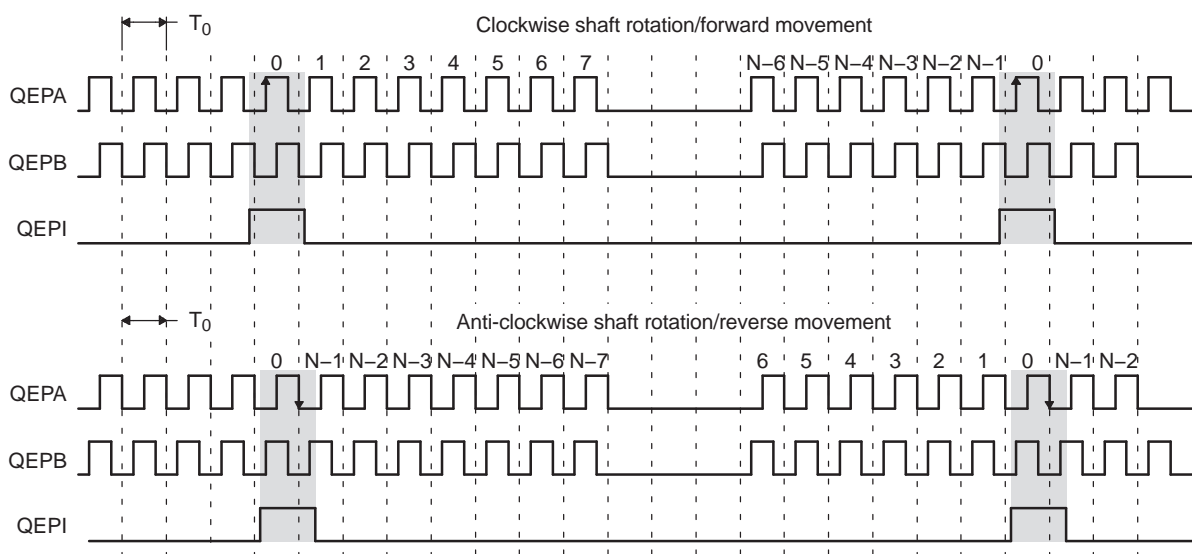 T0 Clockwise shaft rotation/forward movement
0 1 2 3 4 5 6 7 N–6 N–5 N–4 N–3 N–2 N–1 0
QEPA
QEPB
QEPI
T0 Anti-clockwise shaft rotation/reverse movement
0 N–1 N–2 N–3 N–4 N–5 N–6 N–7 6 5 4 3 2 1 0 N–1 N–2
QEPA
QEPB
QEPI